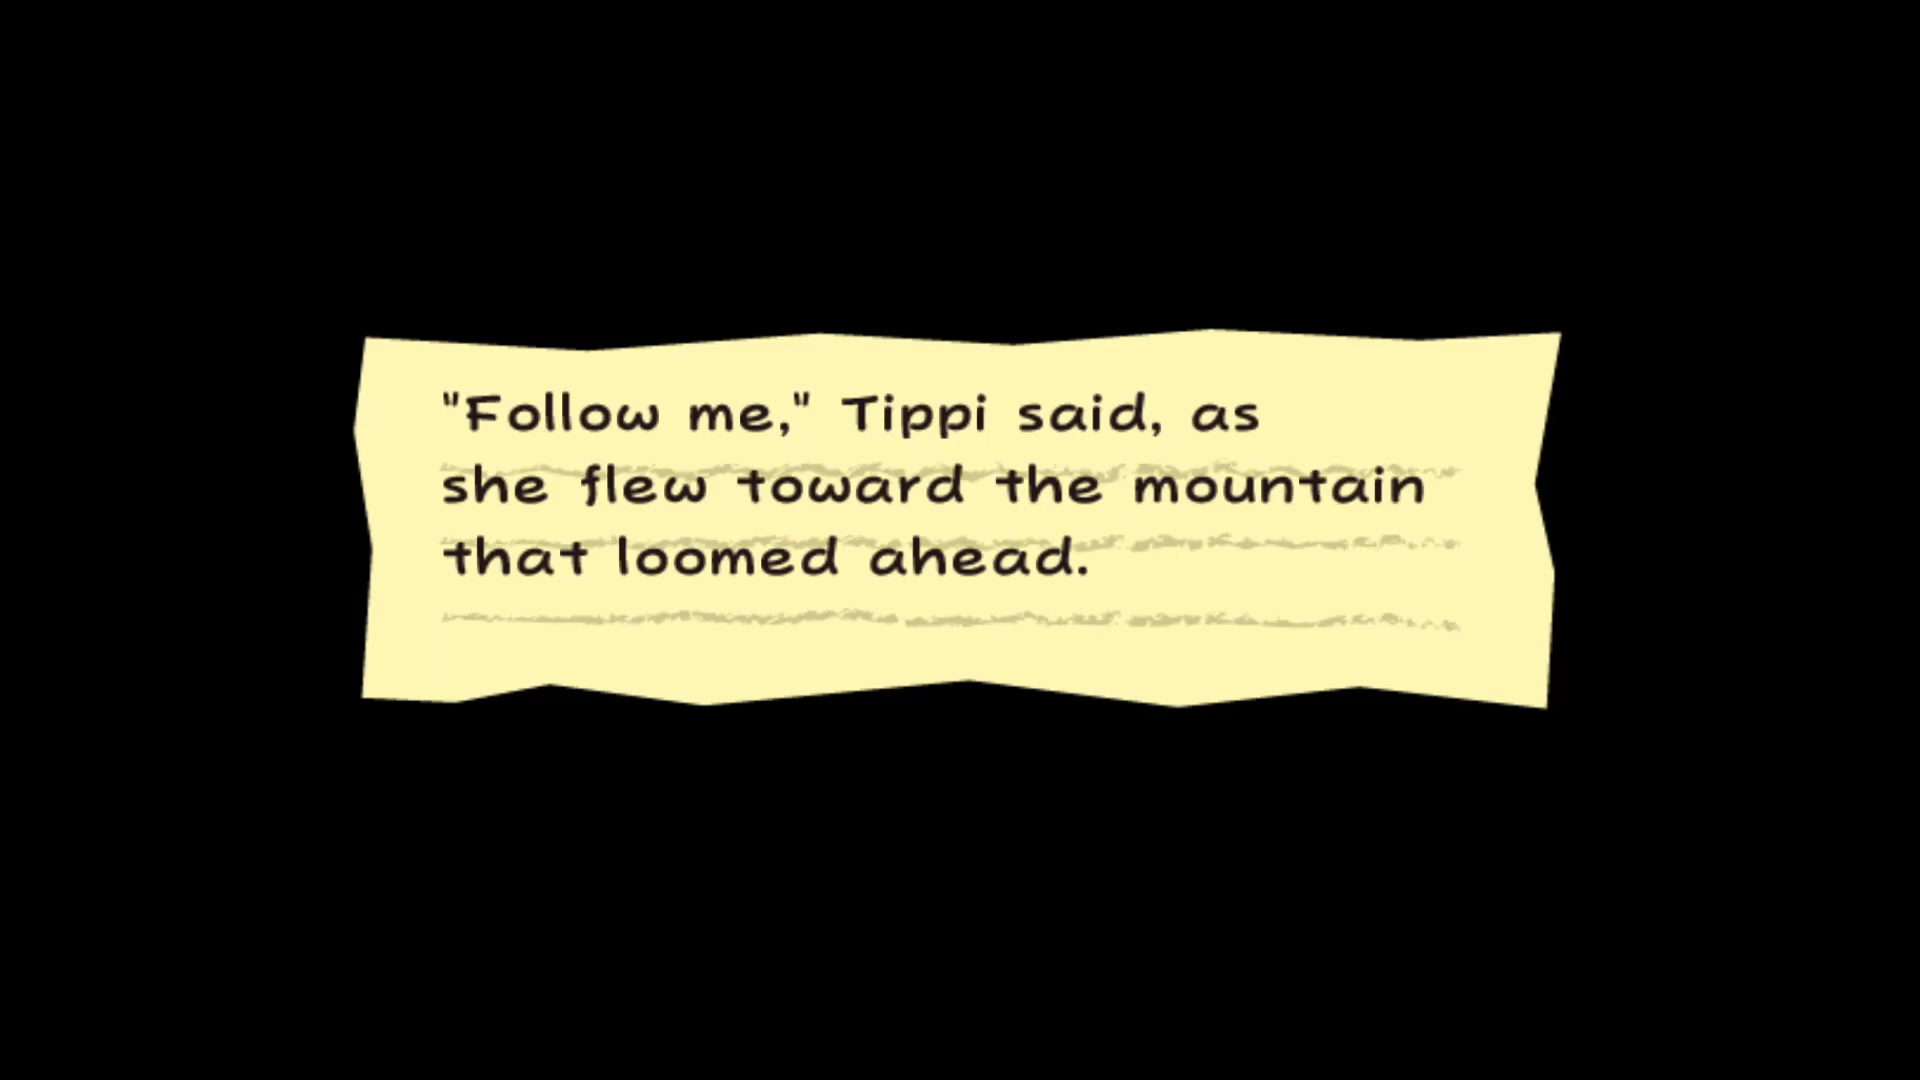 "Follow me," Tippi said, as
she flew toward the mountain
that loomed ahead.